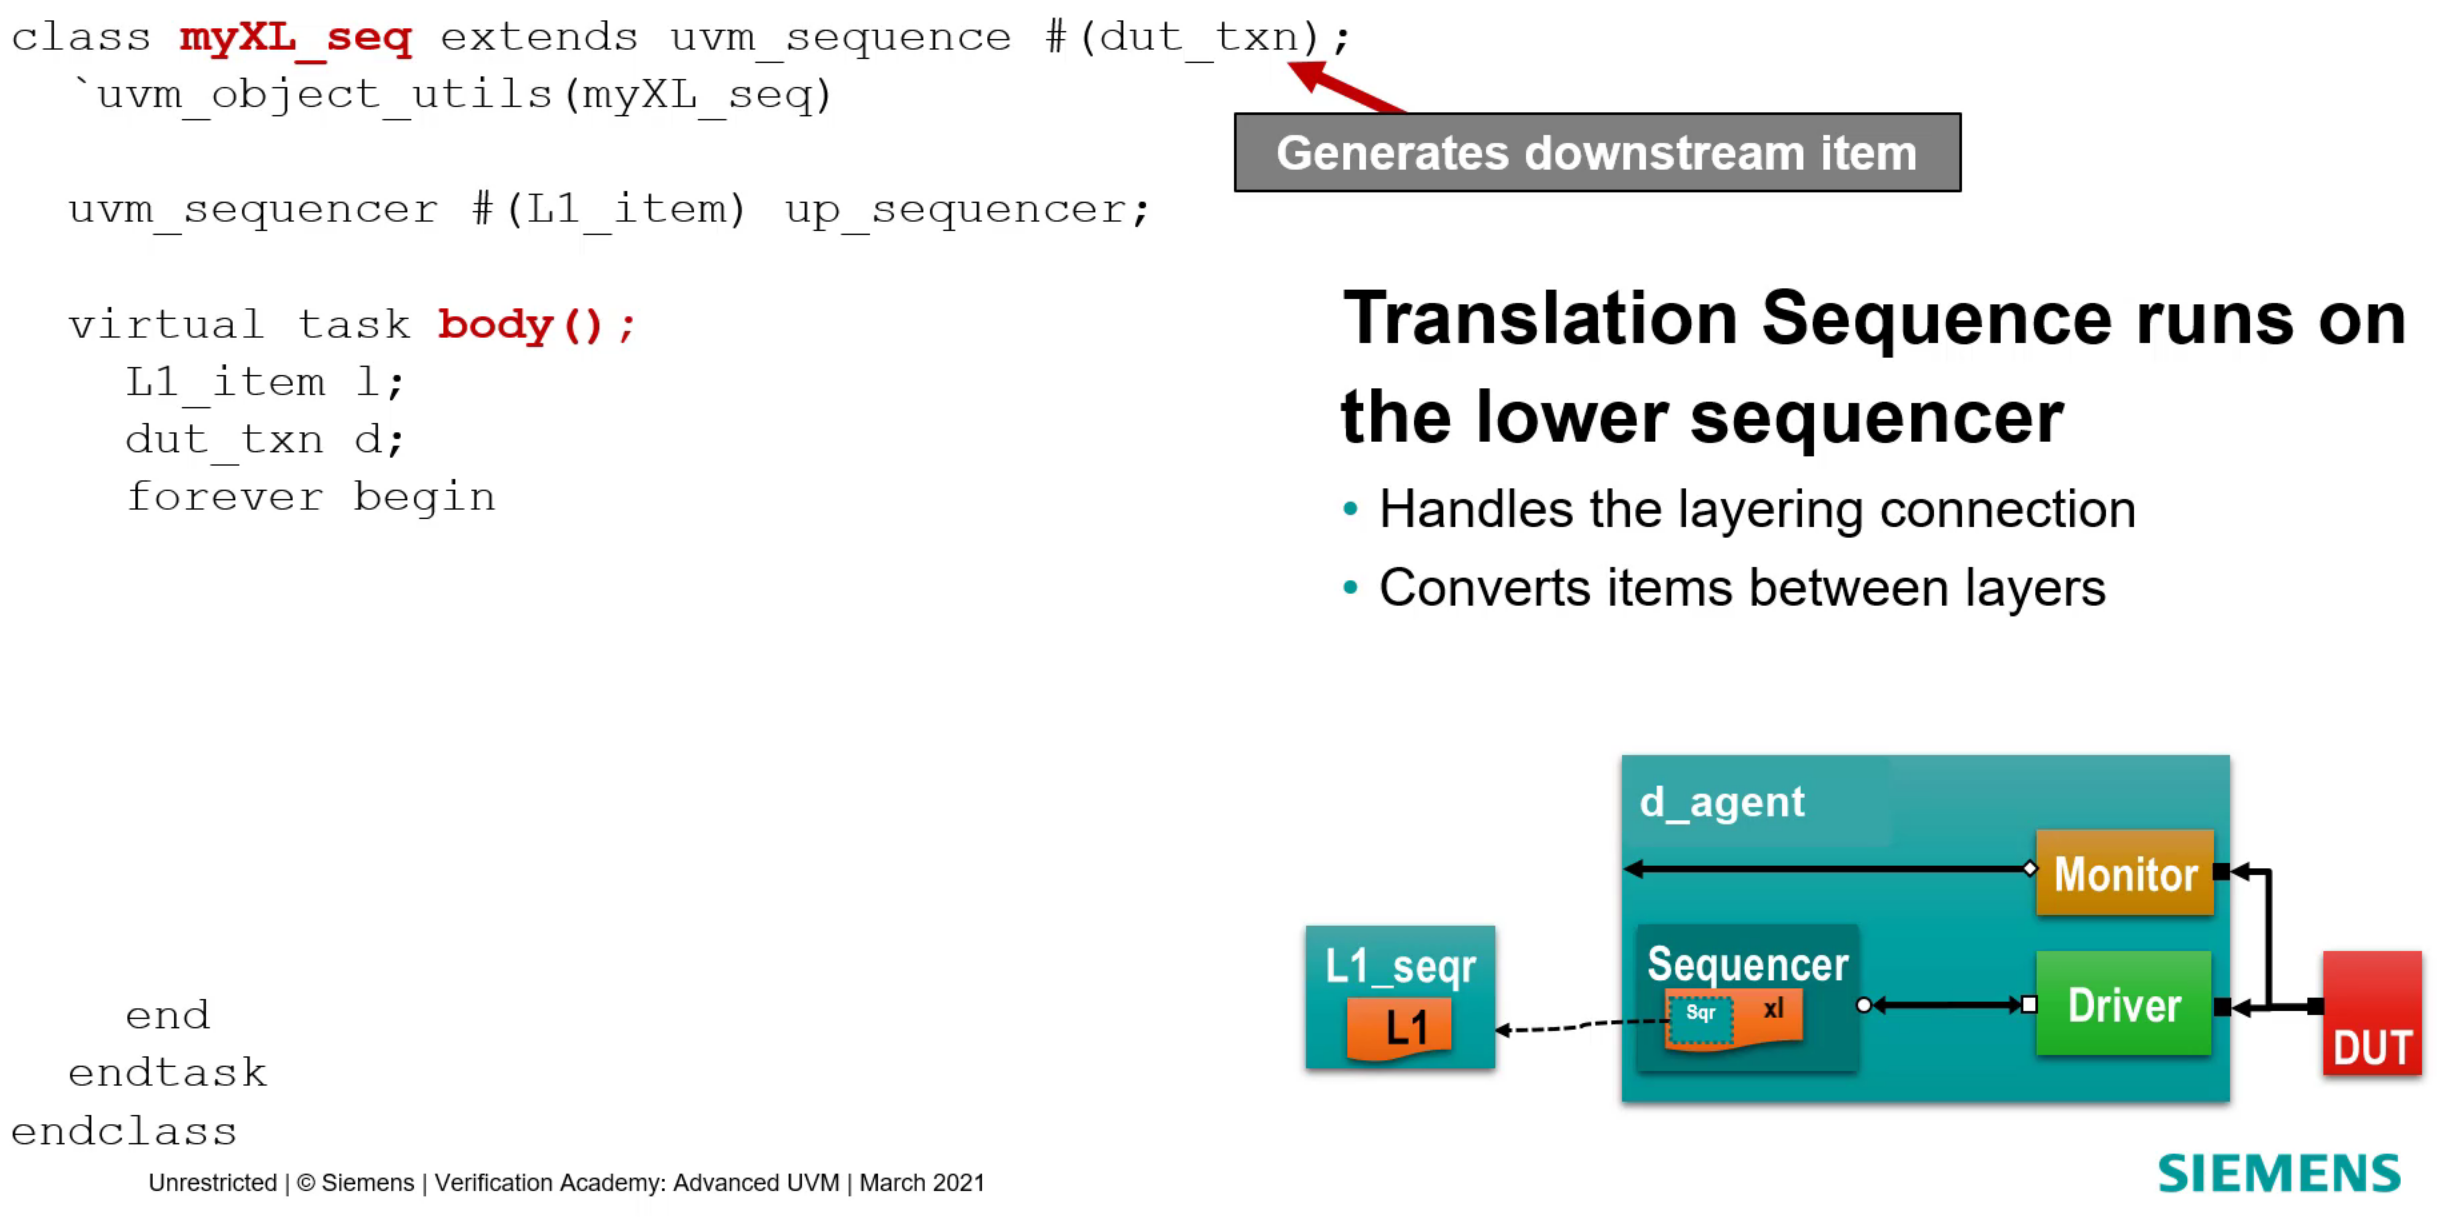 class myXL_seq extends uvm_sequence #(dut_txn);
`uvm_object_utils(myXL_seq)
Generates downstream item
uvm_sequencer #(L1_item) up_sequencer;
virtual task body();
L1_item l;
dut_txn d;
forever begin
end
endtask
endclass
Translation Sequence runs on
the lower sequencer
• Handles the layering connection
• Converts items between layers
d_agent
Monitor
L1_seqr
L1
Sequencer
Sqr
xl
Driver
DUT
Unrestricted | © Siemens | Verification Academy: Advanced UVM | March 2021
SIEMENS